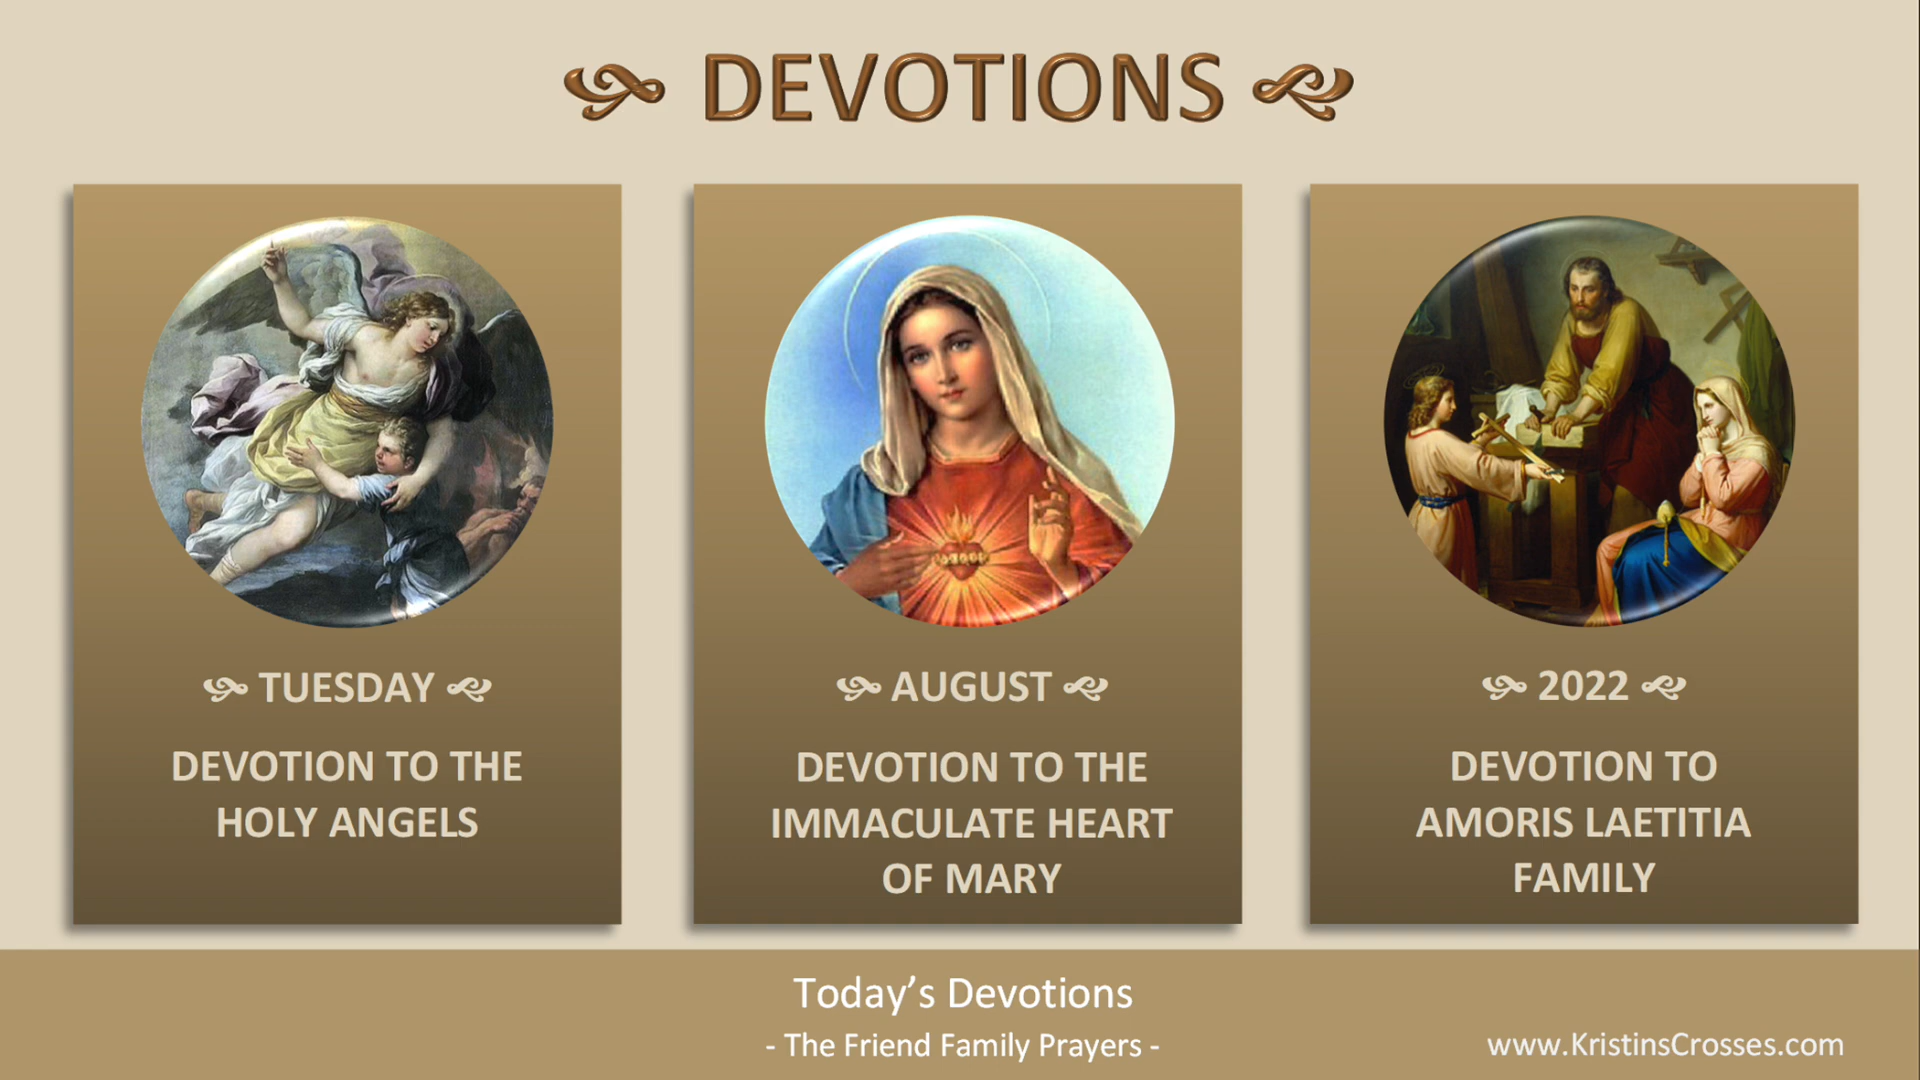 DEVOTIONS
TUESDAY
DEVOTION TO THE
HOLY ANGELS
AUGUST
DEVOTION TO THE
IMMACULATE HEART
OF MARY
2022
DEVOTION TO
AMORIS LAETITIA
FAMILY
Today’s Devotions
- The Friend Family Prayers -
www.KristinsCrosses.com